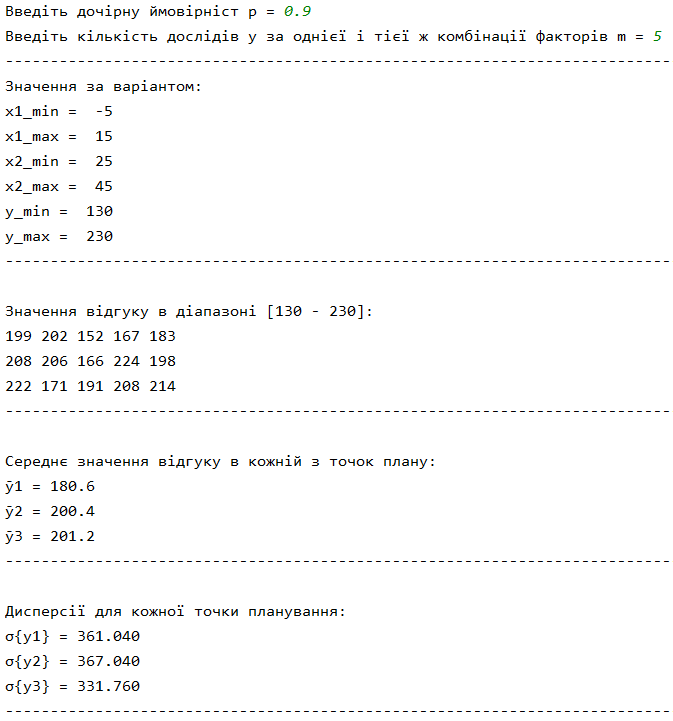 Введіть дочірну ймовірніст p = 0.9
Введіть кількість дослідів y за однієї і тієї ж комбінації факторів m = 5
--------------------------------------------------------------------------
Значення за варіантом:
x1_min =  -5
x1_max =  15
x2_min =  25
x2_max =  45
y_min =  130
y_max =  230
--------------------------------------------------------------------------
Значення відгуку в діапазоні [130 - 230]:
199 202 152 167 183
208 206 166 224 198
222 171 191 208 214
--------------------------------------------------------------------------
Середнє значення відгуку в кожній з точок плану:
ȳ1 = 180.6
ȳ2 = 200.4
ȳ3 = 201.2
--------------------------------------------------------------------------
Дисперсії для кожної точки планування:
σ{y1} = 361.040
σ{y2} = 367.040
σ{y3} = 331.760
--------------------------------------------------------------------------